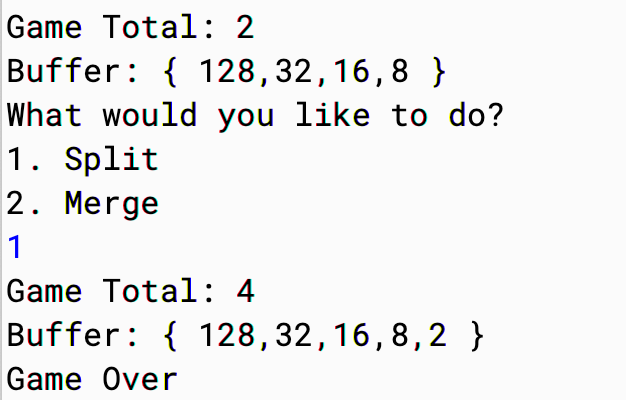 Game Total: 2
Buffer: { 128,32,16,8 }
What would you like to do?
1. Split
2. Merge
1
Game Total: 4
Buffer: { 128,32,16,8,2 }
Game Over